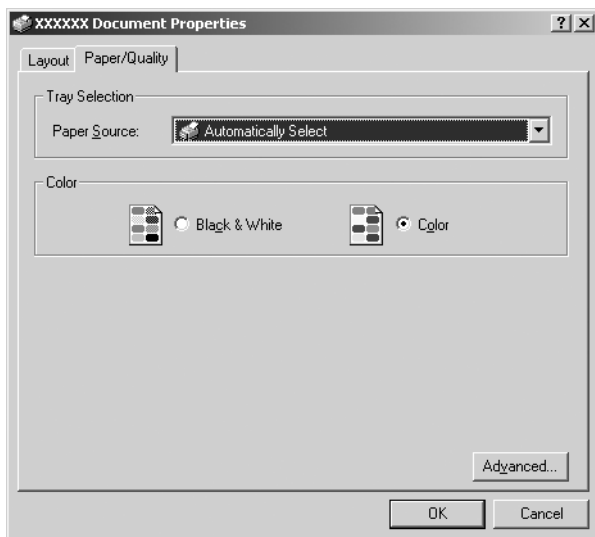 XXXXXX Document Properties
Layout
Paper/Quality
Tray Selection
Paper Source:
Automatically Select
Color
Black & White
Color
Advanced...
OK
Cancel